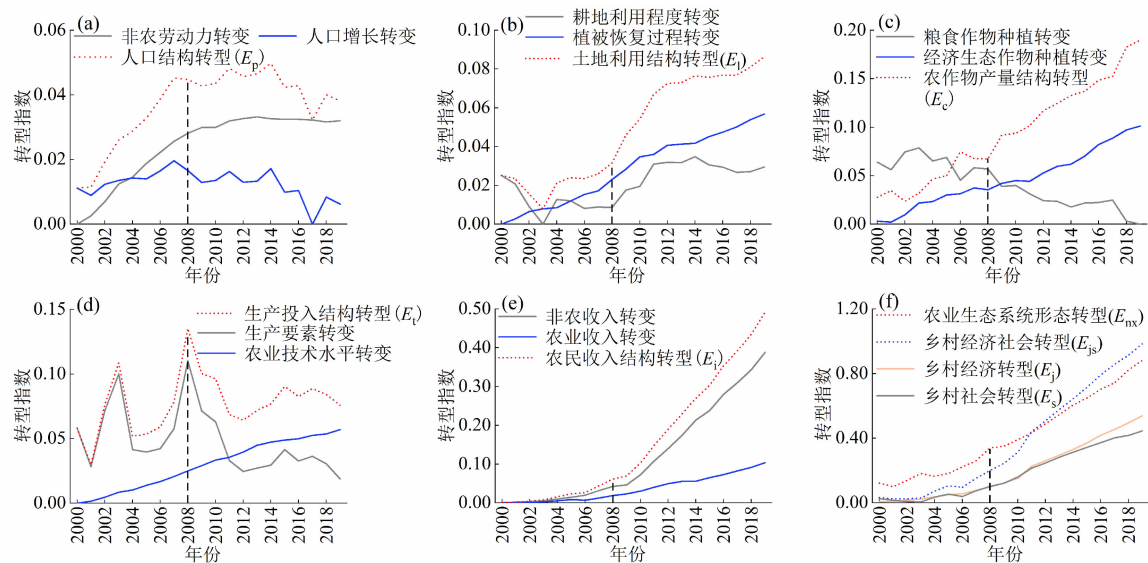 (a)
非农劳动力转变
人口增长转变
人口结构转型(Ep)
转型指数
0.06
0.04
0.02
0.00
2000
2002
2004
2006
2008
2010
2012
2014
2016
2018
年份
(b)
耕地利用程度转变
植被恢复过程转变
土地利用结构转型(El)
转型指数
0.10
0.08
0.06
0.04
0.02
0.00
2000
2002
2004
2006
2008
2010
2012
2014
2016
2018
年份
(c)
粮食作物种植转变
经济生态作物种植转变
农作物产量结构转型
(Ec)
转型指数
0.20
0.15
0.10
0.05
0.00
2000
2002
2004
2006
2008
2010
2012
2014
2016
2018
年份
(d)
生产投入结构转型(Et)
生产要素转变
农业技术水平转变
转型指数
0.15
0.10
0.05
0.00
2000
2002
2004
2006
2008
2010
2012
2014
2016
2018
年份
(e)
非农收入转变
农业收入转变
农民收入结构转型(Ei)
转型指数
0.50
0.40
0.30
0.20
0.10
0.00
2000
2002
2004
2006
2008
2010
2012
2014
2016
2018
年份
(f)
农业生态系统形态转型(Enx)
乡村经济社会转型(Ejs)
乡村经济转型(Ej)
乡村社会转型(Es)
转型指数
1.20
0.80
0.40
0.00
2000
2002
2004
2006
2008
2010
2012
2014
2016
2018
年份